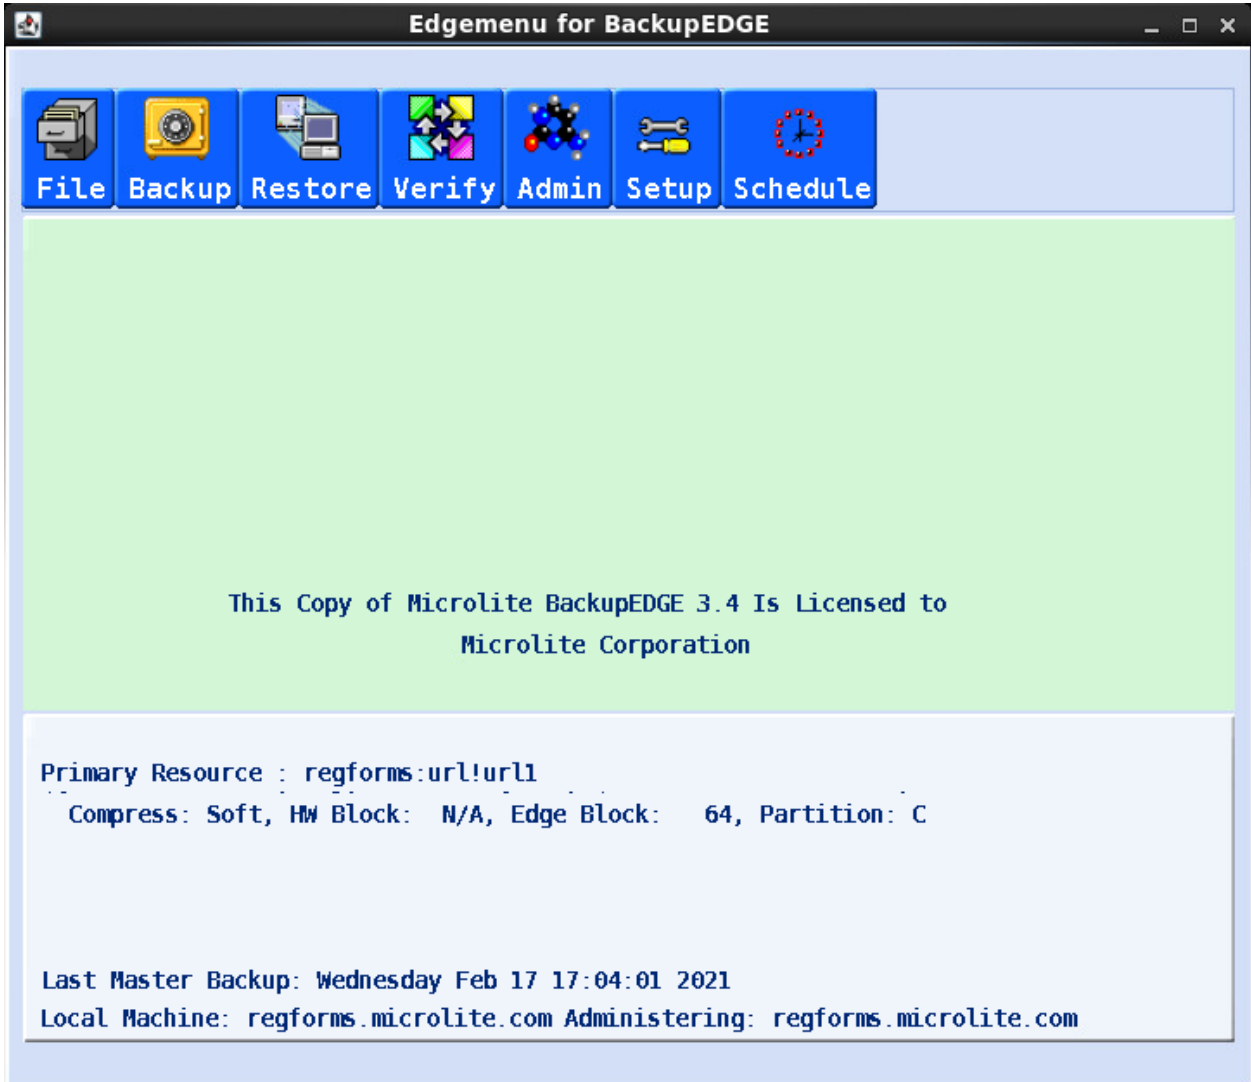 Edgemenu for BackupEDGE
File Backup Restore Verify Admin Setup Schedule
This Copy of Microlite BackupEDGE 3.4 Is Licensed to
Microlite Corporation
Primary Resource : regforms:url!url1
Compress: Soft, HW Block: N/A, Edge Block: 64, Partition: C
Last Master Backup: Wednesday Feb 17 17:04:01 2021
Local Machine: regforms.microlite.com Administering: regforms.microlite.com